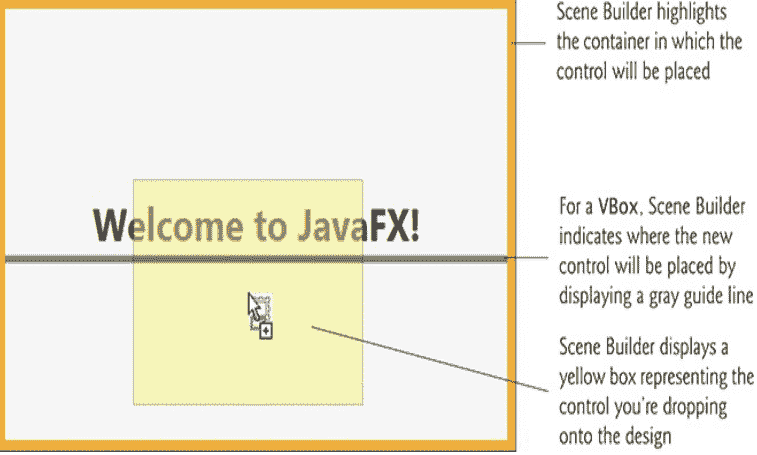 Scene Builder highlights
the container in which the
control will be placed
Welcome to JavaFX!
For a VBox, Scene Builder
indicates where the new
control will be placed by
displaying a gray guide line
Scene Builder displays a
yellow box representing the
control you're dropping
onto the design